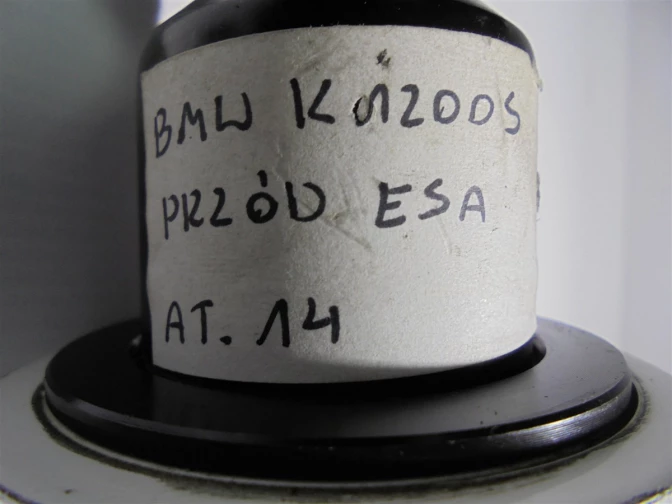 BMW K1200S
PRZÓD ESA
AT. 14